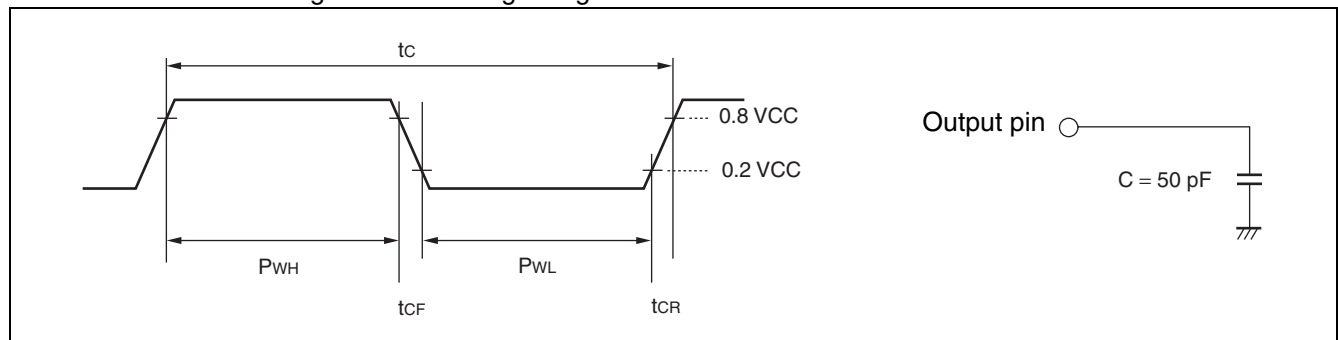 tC
0.8 VCC
0.2 VCC
PWH
PWL
tCF
tCR
Output pin
C = 50 pF